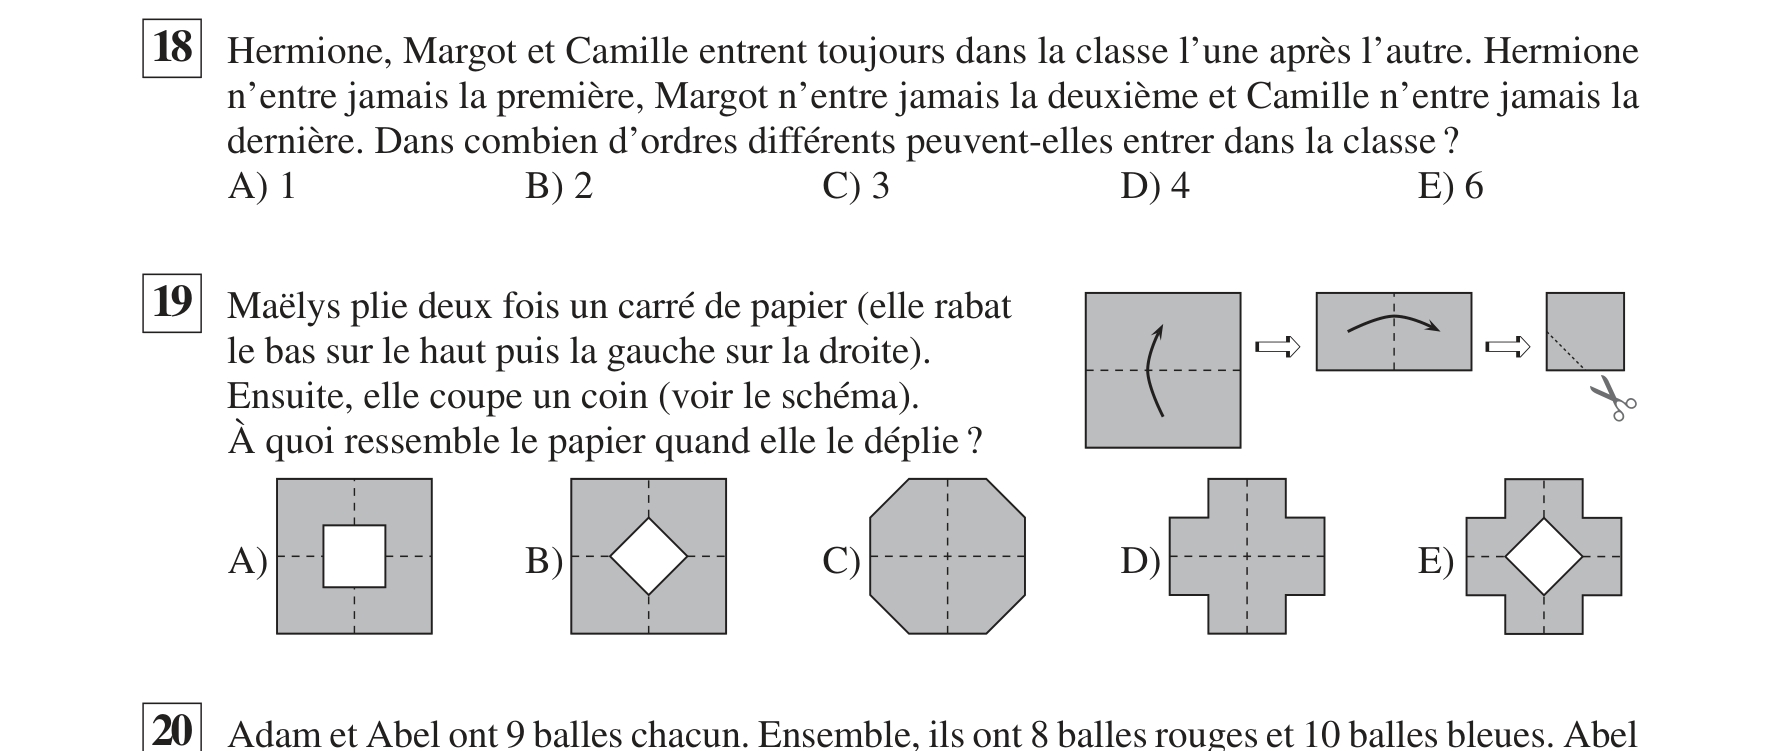 18 Hermione, Margot et Camille entrent toujours dans la classe l’une après l’autre. Hermione
n’entre jamais la première, Margot n’entre jamais la deuxième et Camille n’entre jamais la
dernière. Dans combien d’ordres différents peuvent-elles entrer dans la classe ?
A) 1 B) 2 C) 3 D) 4 E) 6
19 Maëlys plie deux fois un carré de papier (elle rabat
le bas sur le haut puis la gauche sur la droite).
Ensuite, elle coupe un coin (voir le schéma).
À quoi ressemble le papier quand elle le déplie ?
A) B) C) D) E)
20 Adam et Abel ont 9 balles chacun. Ensemble, ils ont 8 balles rouges et 10 balles bleues. Abel